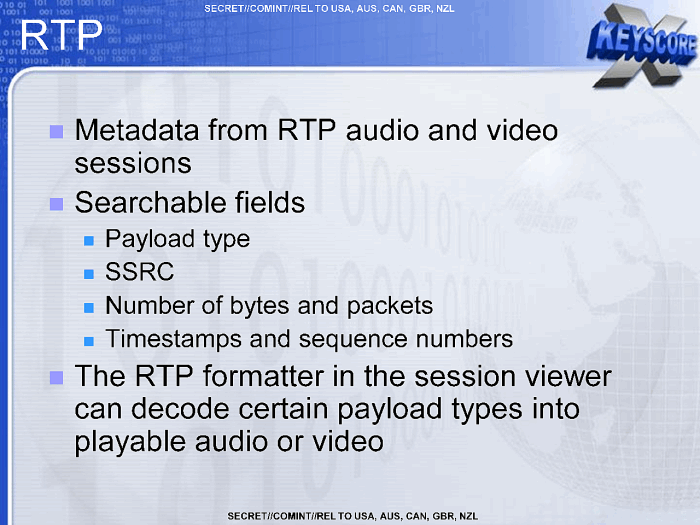 SECRET//COMINT//REL TO USA, AUS, CAN, GBR, NZL
RTP
X KEYSCORE
Metadata from RTP audio and video
sessions
Searchable fields
Payload type
SSRC
Number of bytes and packets
Timestamps and sequence numbers
The RTP formatter in the session viewer
can decode certain payload types into
playable audio or video
SECRET//COMINT//REL TO USA, AUS, CAN, GBR, NZL